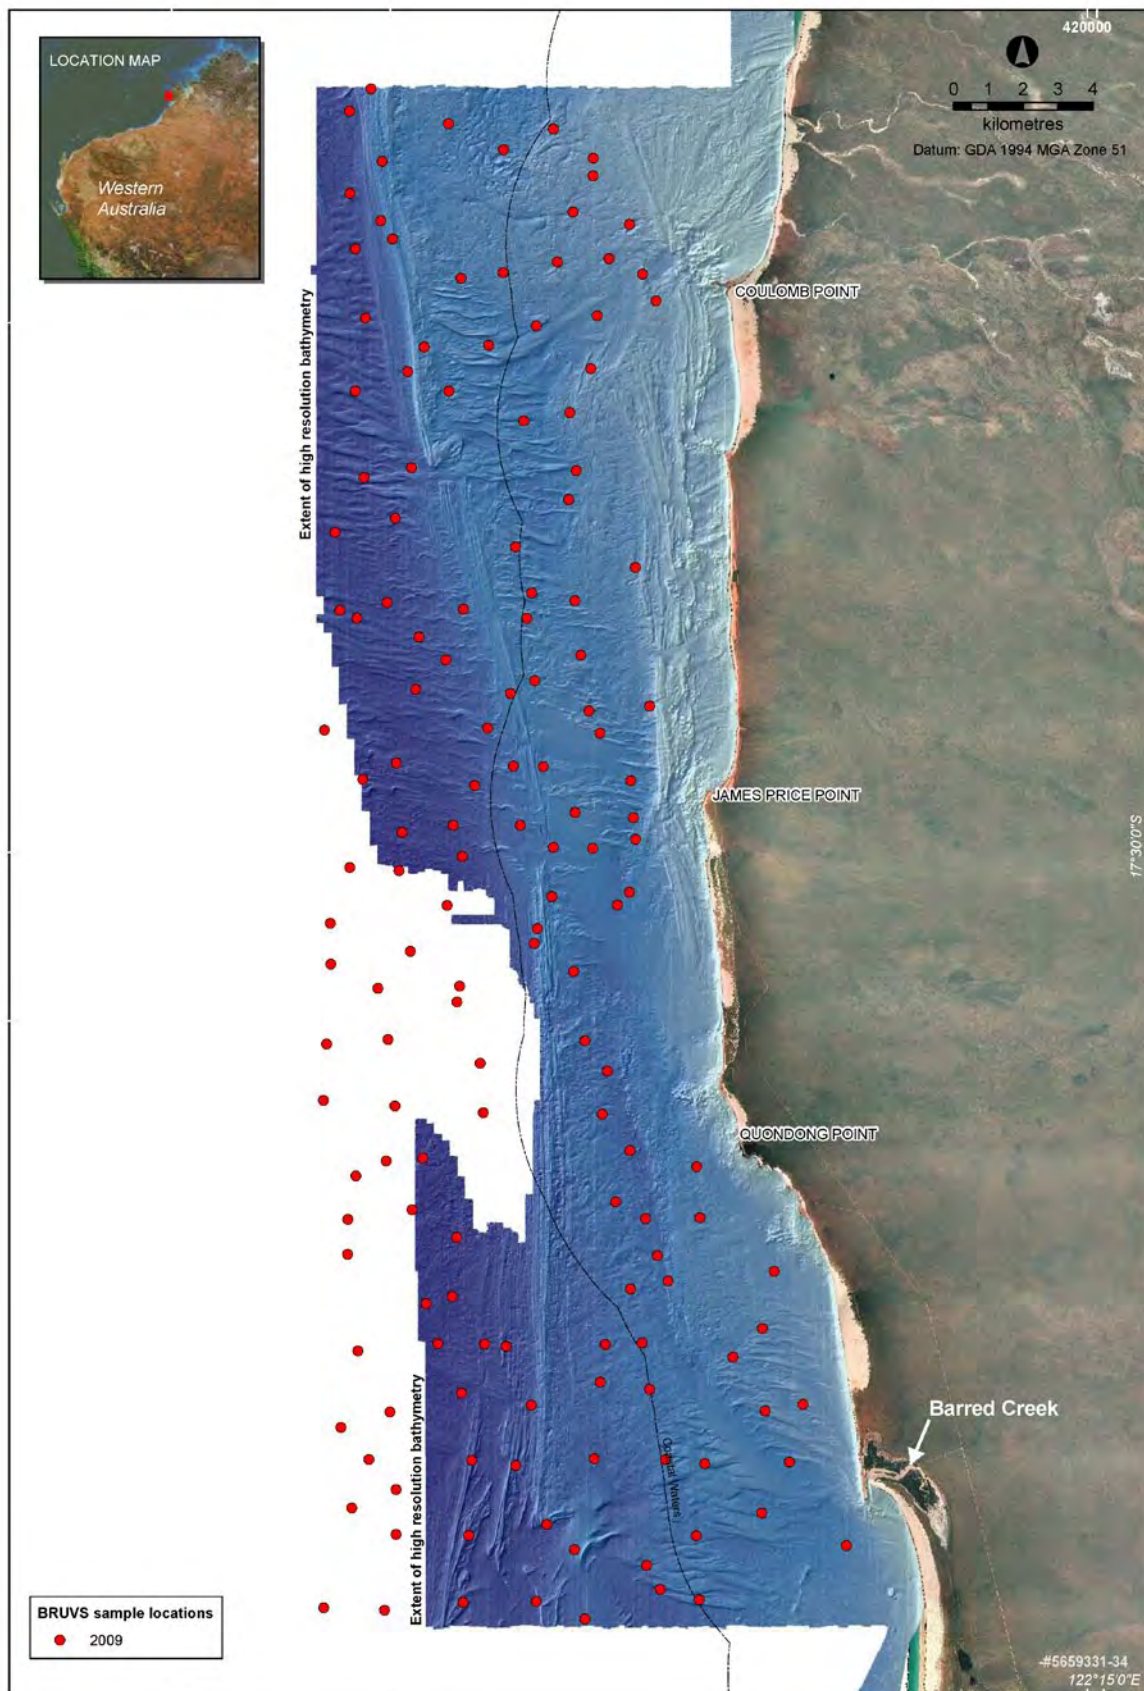 LOCATION MAP
Western
Australia
420000
0 1 2 3 4
kilometres
Datum: GDA 1994 MGA Zone 51
COULOMB POINT
Extent of high resolution bathymetry
JAMES PRICE POINT
17°30'0"S
QUONDONG POINT
Barred Creek
Coastal Waters
Extent of high resolution bathymetry
BRUVS sample locations
2009
-#5659331-34
122°15'0"E